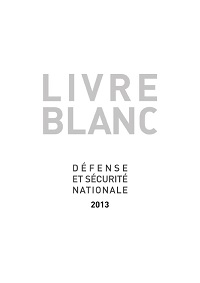 LIVRE
BLANC
DÉFENSE
ET SÉCURITÉ
NATIONALE
2013